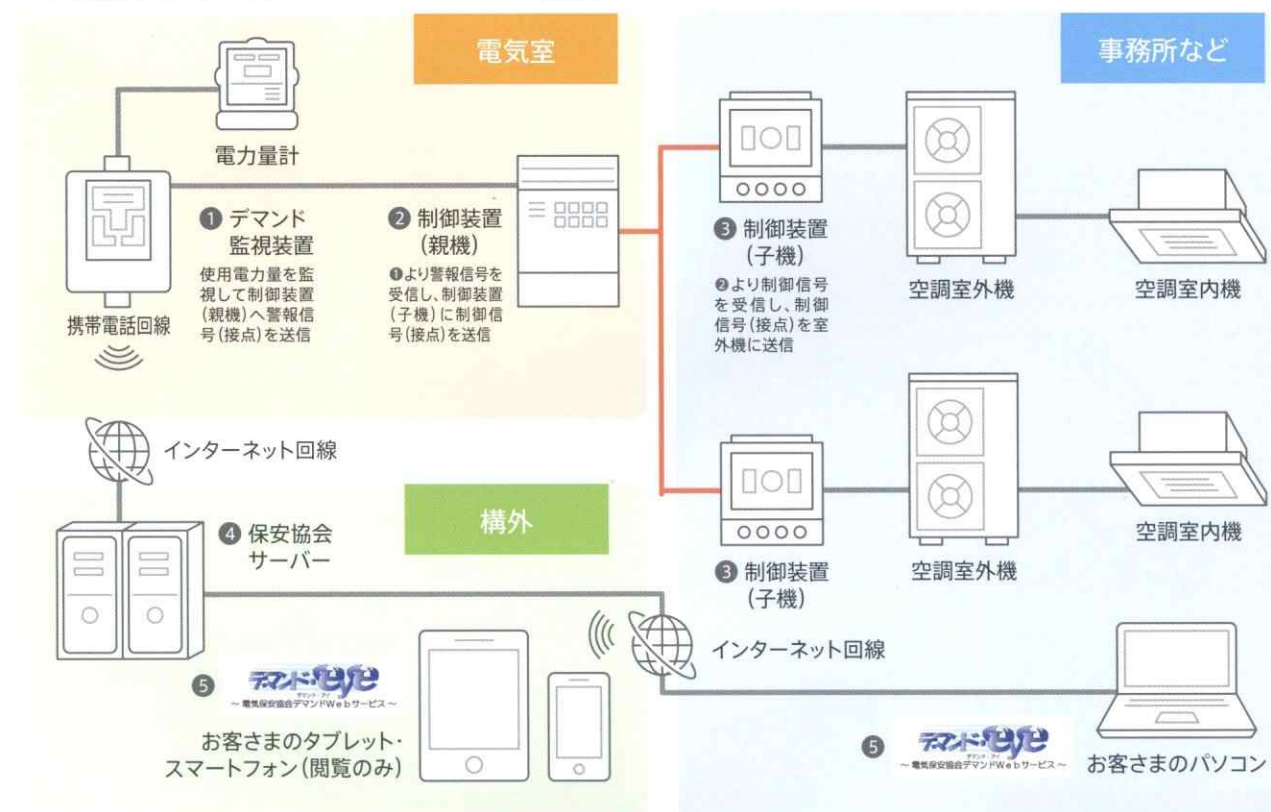 電気室
事務所など
電力量計
❶ デマンド
監視装置
使用電力量を監
視して制御装置
(親機)へ警報信
号(接点)を送信
携帯電話回線
❷ 制御装置
(親機)
❶より警報信号を
受信し、制御装置
(子機)に制御信
号(接点)を送信
❸ 制御装置
(子機)
❷より制御信号
を受信し、制御
信号(接点)を室
外機に送信
空調室外機
空調室内機
❸ 制御装置
(子機)
空調室外機
空調室内機
インターネット回線
構外
❹ 保安協会
サーバー
インターネット回線
❺ デマンド・eye
デマンド・アイ
～電気保安協会デマンドWebサービス～
お客さまのタブレット・
スマートフォン(閲覧のみ)
❺ デマンド・eye
デマンド・アイ
～電気保安協会デマンドWebサービス～
お客さまのパソコン